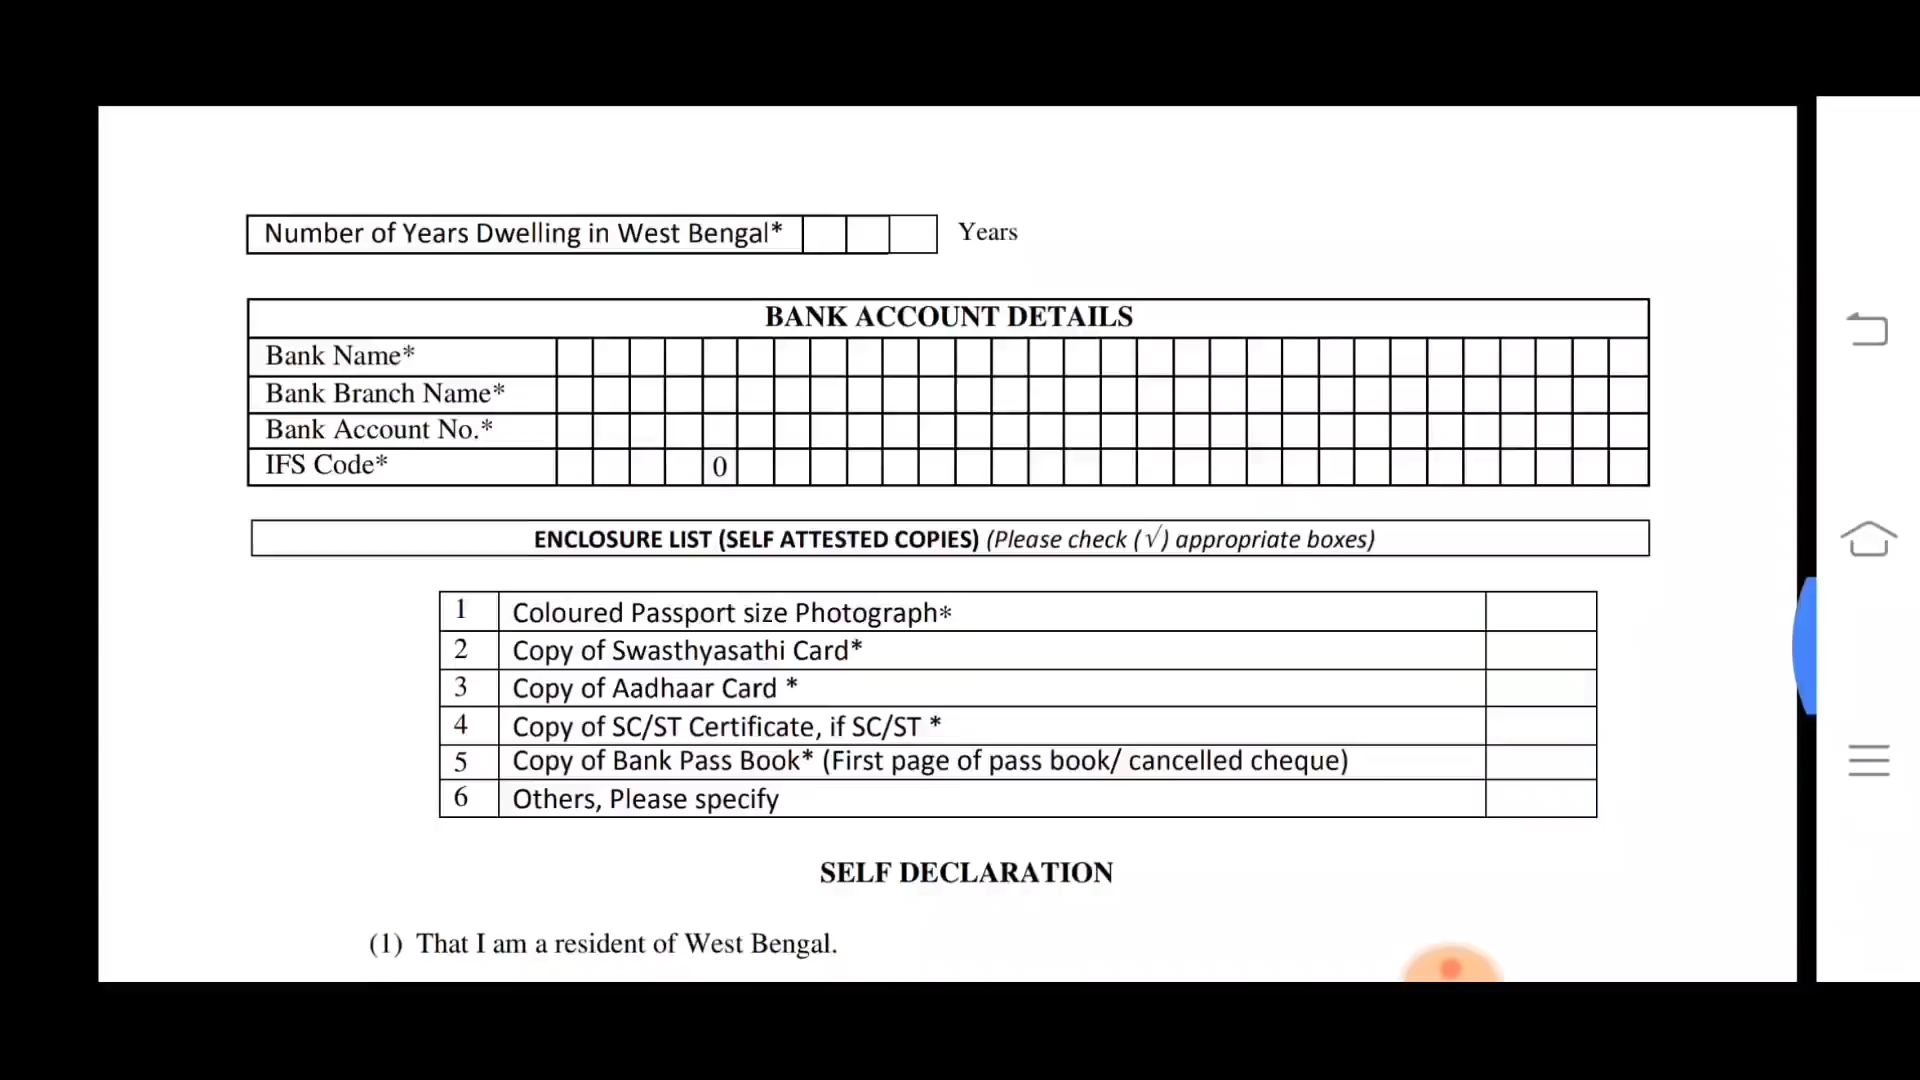 Number of Years Dwelling in West Bengal* Years
BANK ACCOUNT DETAILS
Bank Name*
Bank Branch Name*
Bank Account No.*
IFS Code* 0
ENCLOSURE LIST (SELF ATTESTED COPIES) (Please check (√) appropriate boxes)
1 Coloured Passport size Photograph*
2 Copy of Swasthyasathi Card*
3 Copy of Aadhaar Card *
4 Copy of SC/ST Certificate, if SC/ST *
5 Copy of Bank Pass Book* (First page of pass book/ cancelled cheque)
6 Others, Please specify
SELF DECLARATION
(1) That I am a resident of West Bengal.